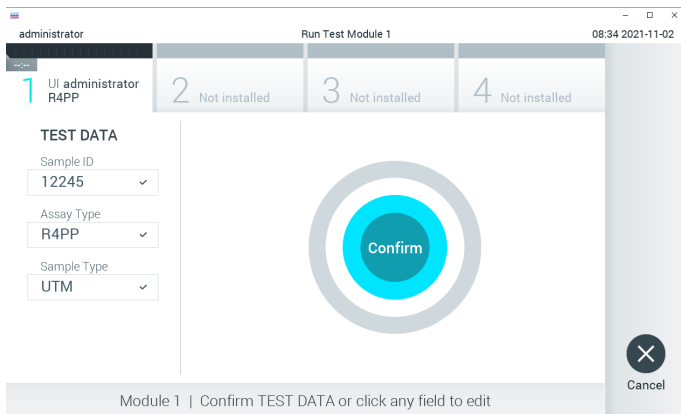 administrator
Run Test Module 1
08:34 2021-11-02
--:--
1 UI administrator
R4PP
2 Not installed
3 Not installed
4 Not installed
TEST DATA
Sample ID
12245
Assay Type
R4PP
Sample Type
UTM
Confirm
Cancel
Module 1 | Confirm TEST DATA or click any field to edit